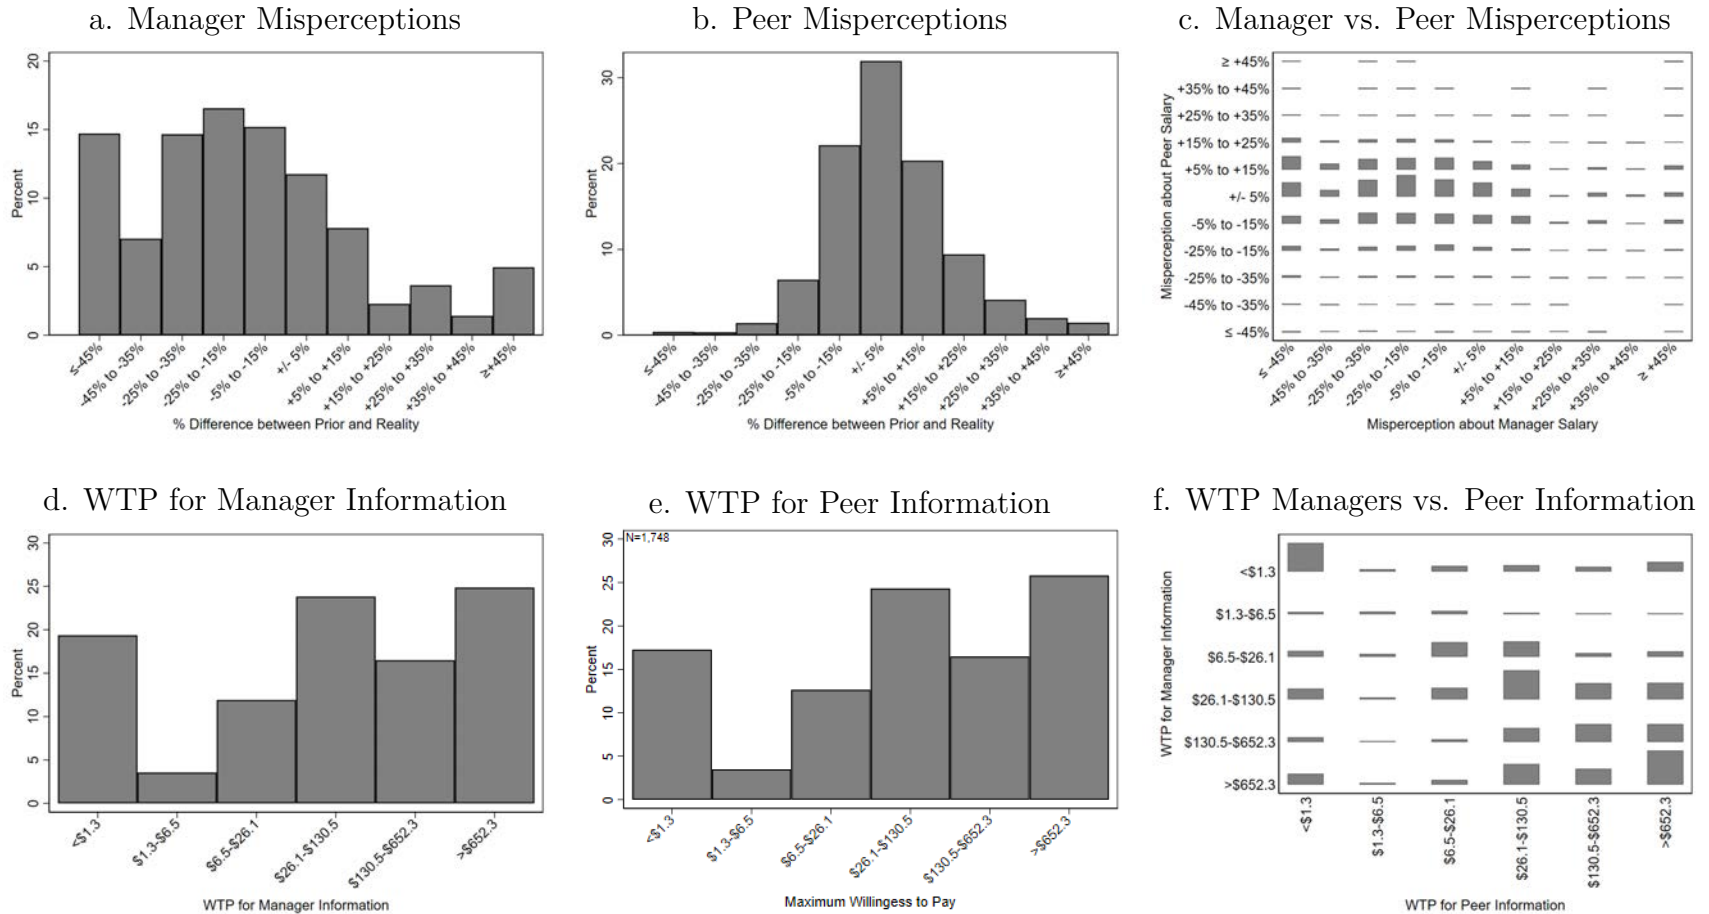 a. Manager Misperceptions
b. Peer Misperceptions
c. Manager vs. Peer Misperceptions
Percent
20
15
10
5
0
≤-45%
-45% to -35%
-25% to -35%
-25% to -15%
-5% to -15%
+/- 5%
+5% to +15%
+15% to +25%
+25% to +35%
+35% to +45%
≥+45%
% Difference between Prior and Reality
Percent
30
20
10
0
≤-45%
-45% to -35%
-25% to -35%
-25% to -15%
-5% to -15%
+/- 5%
+5% to +15%
+15% to +25%
+25% to +35%
+35% to +45%
≥+45%
% Difference between Prior and Reality
Misperception about Peer Salary
≥ +45%
+35% to +45%
+25% to +35%
+15% to +25%
+5% to +15%
+/- 5%
-5% to -15%
-25% to -15%
-25% to -35%
-45% to -35%
≤ -45%
≤ -45%
-45% to -35%
-25% to -35%
-25% to -15%
-5% to -15%
+/- 5%
+5% to +15%
+15% to +25%
+25% to +35%
+35% to +45%
≥ +45%
Misperception about Manager Salary
d. WTP for Manager Information
e. WTP for Peer Information
f. WTP Managers vs. Peer Information
Percent
30
25
20
15
10
5
0
<$1.3
$1.3-$6.5
$6.5-$26.1
$26.1-$130.5
$130.5-$652.3
>$652.3
WTP for Manager Information
N=1,748
Percent
30
25
20
15
10
5
0
<$1.3
$1.3-$6.5
$6.5-$26.1
$26.1-$130.5
$130.5-$652.3
>$652.3
Maximum Willingess to Pay
WTP for Manager Information
<$1.3
$1.3-$6.5
$6.5-$26.1
$26.1-$130.5
$130.5-$652.3
>$652.3
<$1.3
$1.3-$6.5
$6.5-$26.1
$26.1-$130.5
$130.5-$652.3
>$652.3
WTP for Peer Information